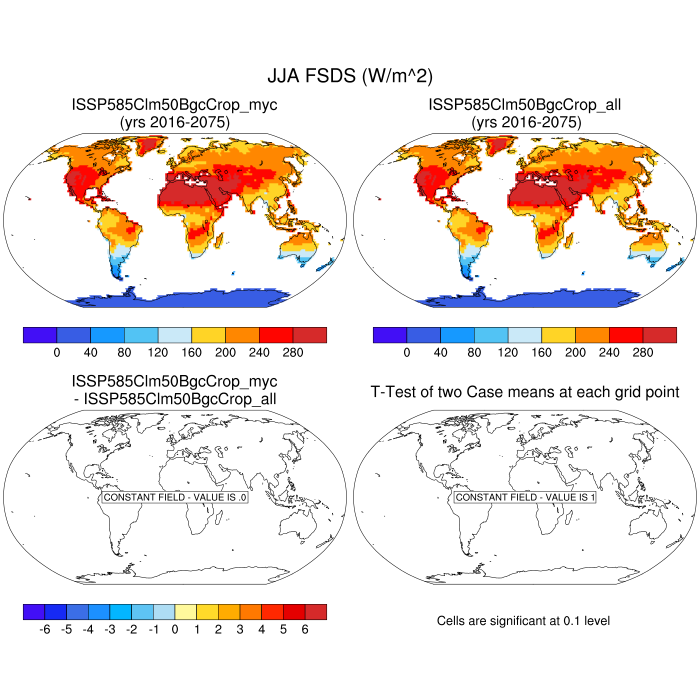 JJA FSDS (W/m^2)
ISSP585Clm50BgcCrop_myc
(yrs 2016-2075)
ISSP585Clm50BgcCrop_all
(yrs 2016-2075)
0 40 80 120 160 200 240 280
0 40 80 120 160 200 240 280
ISSP585Clm50BgcCrop_myc
- ISSP585Clm50BgcCrop_all
T-Test of two Case means at each grid point
CONSTANT FIELD - VALUE IS .0
CONSTANT FIELD - VALUE IS 1
-6 -5 -4 -3 -2 -1 0 1 2 3 4 5 6
Cells are significant at 0.1 level